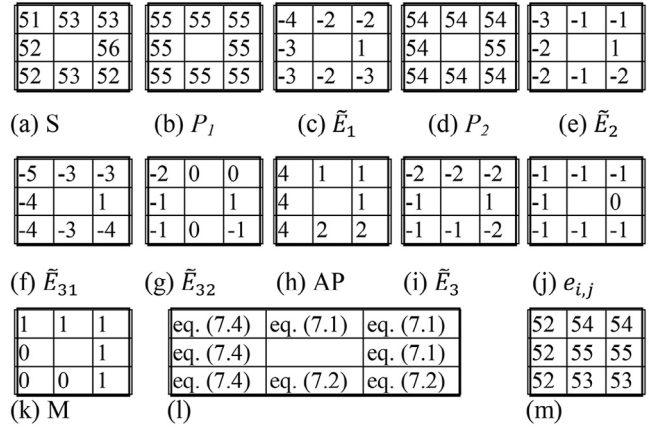 51 53 53 55 55 55 -4 -2 -2 54 54 54 -3 -1 -1
52 56 55 55 -3 1 54 55 -2 1
52 53 52 55 55 55 -3 -2 -3 54 54 54 -2 -1 -2
(a) S (b) P₁ (c) Ẽ₁ (d) P₂ (e) Ẽ₂
-5 -3 -3 -2 0 0 4 1 1 -2 -2 -2 -1 -1 -1
-4 1 -1 1 4 1 -1 1 -1 0
-4 -3 -4 -1 0 -1 4 2 2 -1 -1 -2 -1 -1 -1
(f) Ẽ₃₁ (g) Ẽ₃₂ (h) AP (i) Ẽ₃ (j) eᵢ,ⱼ
1 1 1 eq. (7.4) eq. (7.1) eq. (7.1) 52 54 54
0 1 eq. (7.4) eq. (7.1) 52 55 55
0 0 1 eq. (7.4) eq. (7.2) eq. (7.2) 52 53 53
(k) M (l) (m)